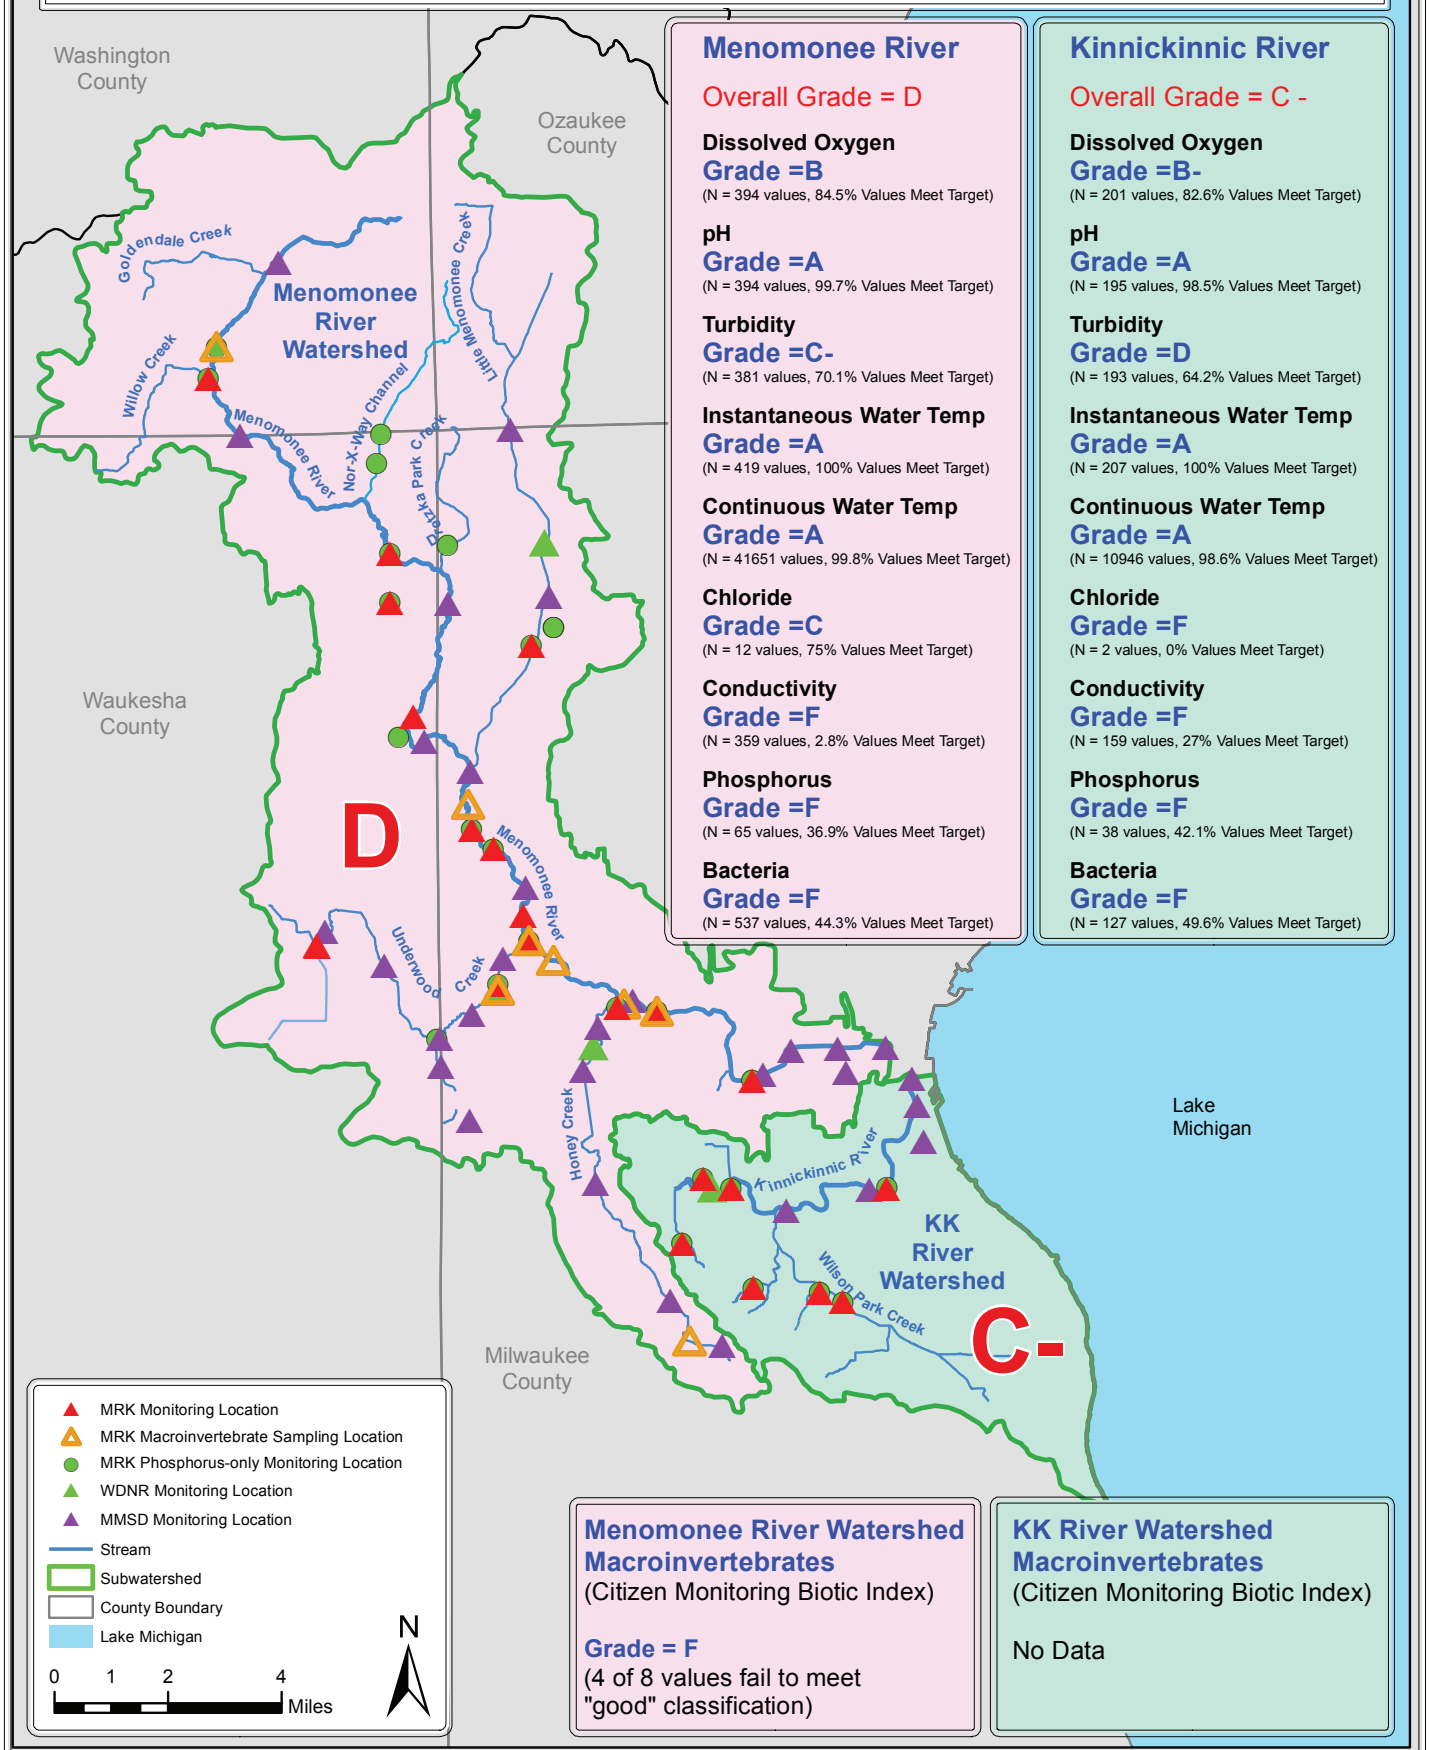 Washington
County
Ozaukee
County
Goldendale Creek
Menomonee
River
Watershed
Little Menomonee Creek
Willow Creek
Menomonee River
Nor-X-Way Channel
Dretzka Park Creek
Waukesha
County
D
Menomonee River
Underwood
Creek
Honey Creek
Kinnickinnic River
KK
River
Watershed
Wilson Park Creek
C-
Milwaukee
County
Lake
Michigan
Menomonee River
Overall Grade = D
Dissolved Oxygen
Grade =B
(N = 394 values, 84.5% Values Meet Target)
pH
Grade =A
(N = 394 values, 99.7% Values Meet Target)
Turbidity
Grade =C-
(N = 381 values, 70.1% Values Meet Target)
Instantaneous Water Temp
Grade =A
(N = 419 values, 100% Values Meet Target)
Continuous Water Temp
Grade =A
(N = 41651 values, 99.8% Values Meet Target)
Chloride
Grade =C
(N = 12 values, 75% Values Meet Target)
Conductivity
Grade =F
(N = 359 values, 2.8% Values Meet Target)
Phosphorus
Grade =F
(N = 65 values, 36.9% Values Meet Target)
Bacteria
Grade =F
(N = 537 values, 44.3% Values Meet Target)
Kinnickinnic River
Overall Grade = C -
Dissolved Oxygen
Grade =B-
(N = 201 values, 82.6% Values Meet Target)
pH
Grade =A
(N = 195 values, 98.5% Values Meet Target)
Turbidity
Grade =D
(N = 193 values, 64.2% Values Meet Target)
Instantaneous Water Temp
Grade =A
(N = 207 values, 100% Values Meet Target)
Continuous Water Temp
Grade =A
(N = 10946 values, 98.6% Values Meet Target)
Chloride
Grade =F
(N = 2 values, 0% Values Meet Target)
Conductivity
Grade =F
(N = 159 values, 27% Values Meet Target)
Phosphorus
Grade =F
(N = 38 values, 42.1% Values Meet Target)
Bacteria
Grade =F
(N = 127 values, 49.6% Values Meet Target)
MRK Monitoring Location
MRK Macroinvertebrate Sampling Location
MRK Phosphorus-only Monitoring Location
WDNR Monitoring Location
MMSD Monitoring Location
Stream
Subwatershed
County Boundary
Lake Michigan
N
0 1 2 4
Miles
Menomonee River Watershed
Macroinvertebrates
(Citizen Monitoring Biotic Index)
Grade = F
(4 of 8 values fail to meet
"good" classification)
KK River Watershed
Macroinvertebrates
(Citizen Monitoring Biotic Index)
No Data